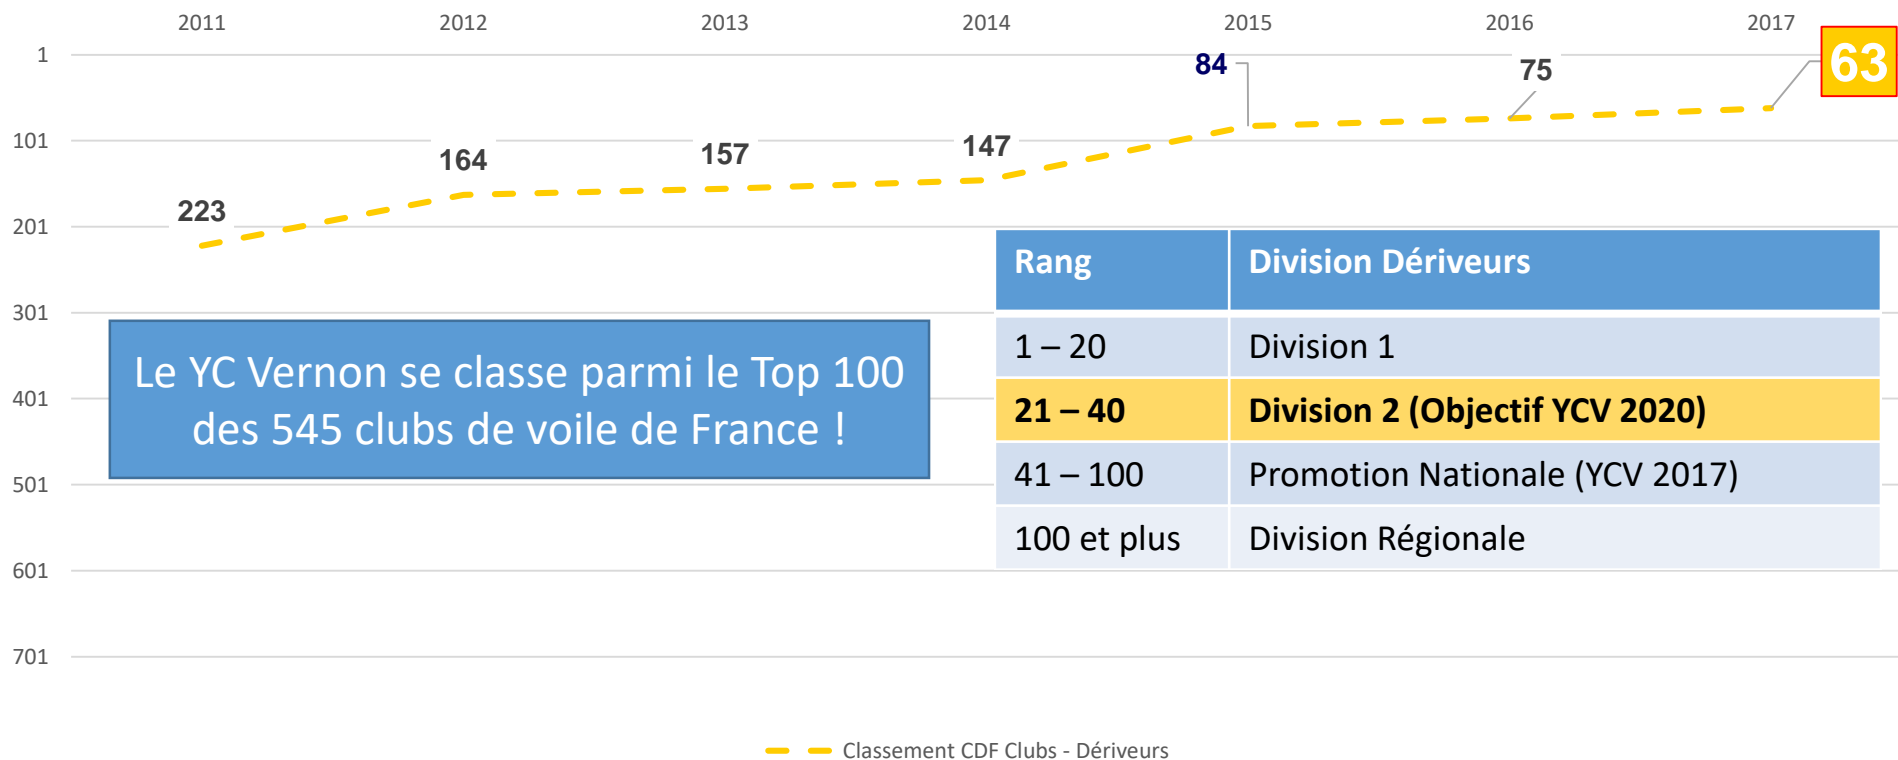 2011 2012 2013 2014 2015 2016 2017
1
101
201
301
401
501
601
701
223
164
157
147
84
75
63
Le YC Vernon se classe parmi le Top 100
des 545 clubs de voile de France !
Rang Division Dériveurs
1 – 20 Division 1
21 – 40 Division 2 (Objectif YCV 2020)
41 – 100 Promotion Nationale (YCV 2017)
100 et plus Division Régionale
Classement CDF Clubs - Dériveurs